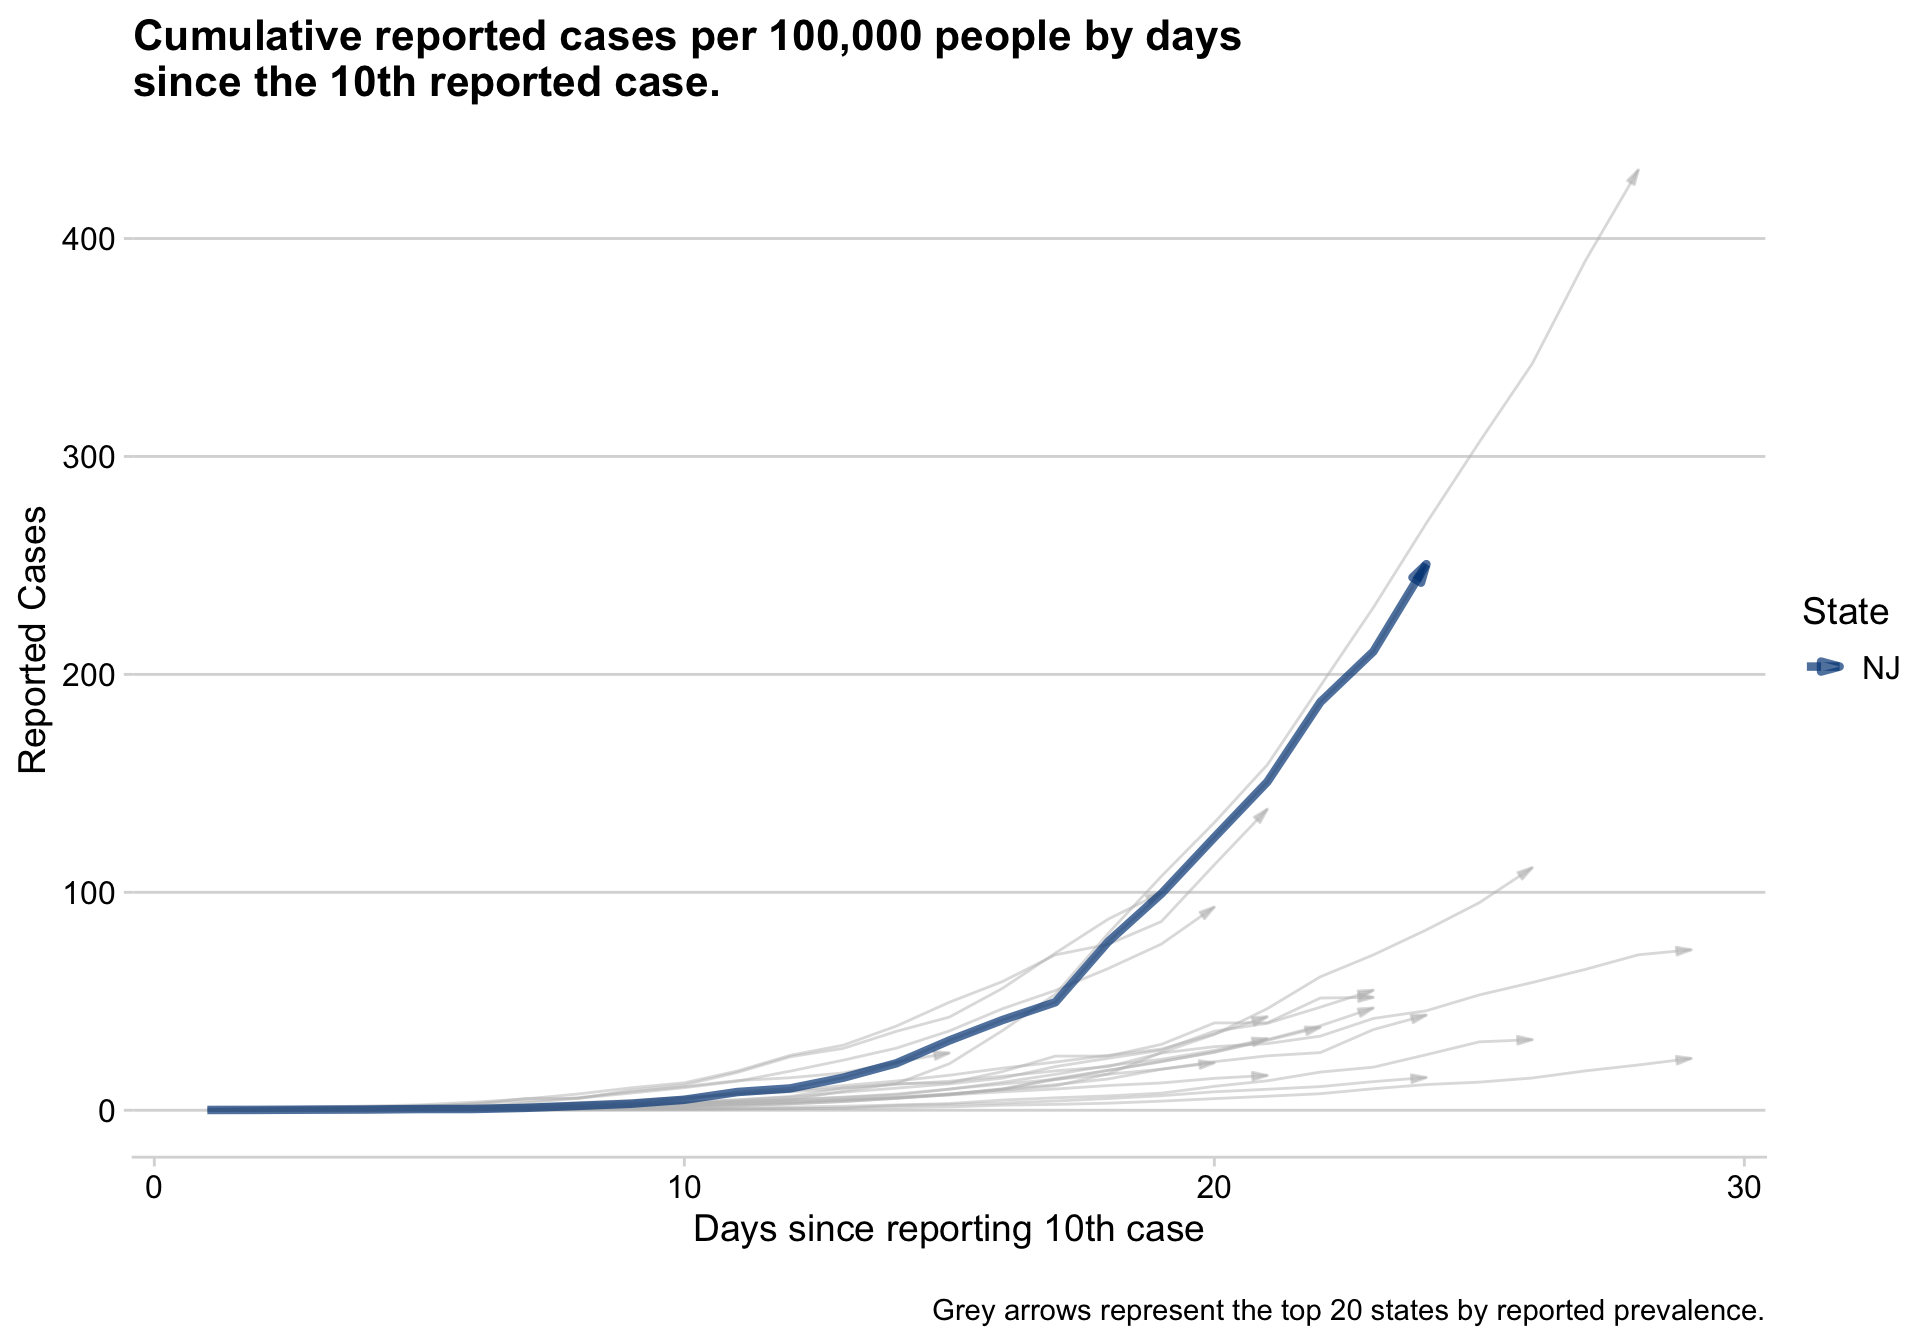 Cumulative reported cases per 100,000 people by days
since the 10th reported case.
400
300
200
100
0
Reported Cases
0 10 20 30
Days since reporting 10th case
State
NJ
Grey arrows represent the top 20 states by reported prevalence.